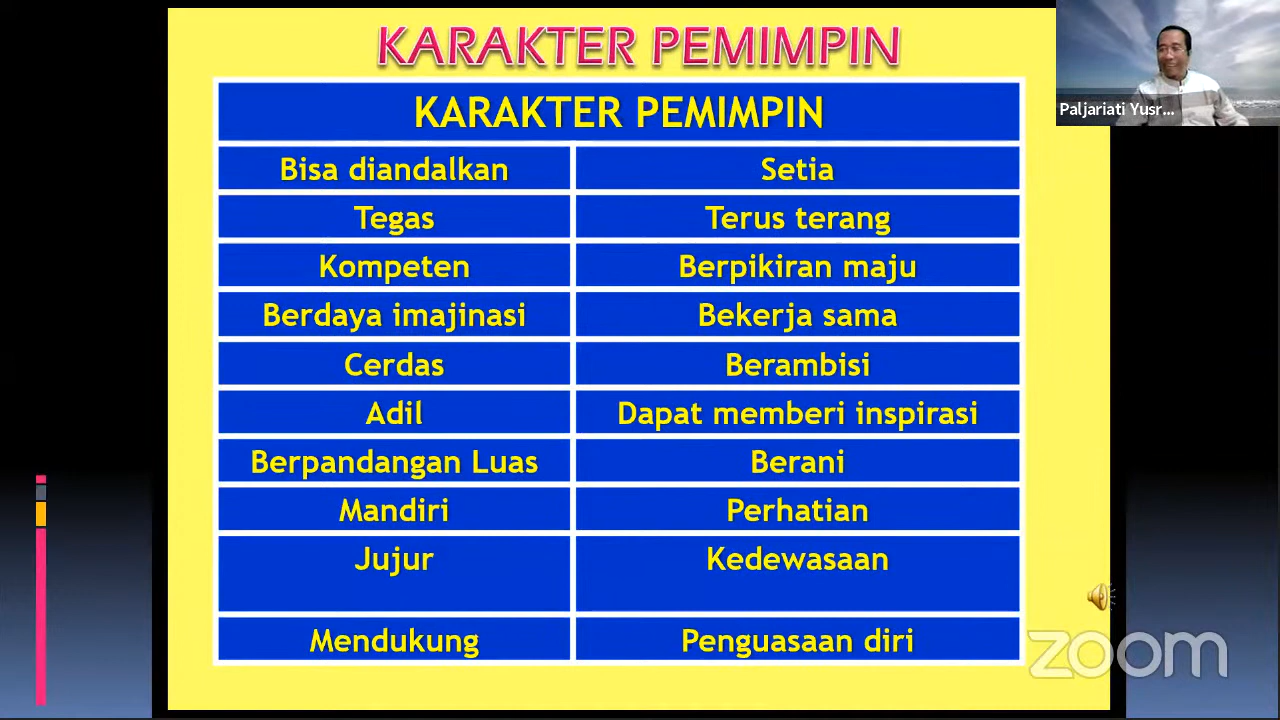 KARAKTER PEMIMPIN
Paljariati Yusr...
KARAKTER PEMIMPIN
Bisa diandalkan
Setia
Tegas
Terus terang
Kompeten
Berpikiran maju
Berdaya imajinasi
Bekerja sama
Cerdas
Berambisi
Adil
Dapat memberi inspirasi
Berpandangan Luas
Berani
Mandiri
Perhatian
Jujur
Kedewasaan
Mendukung
Penguasaan diri
zoom